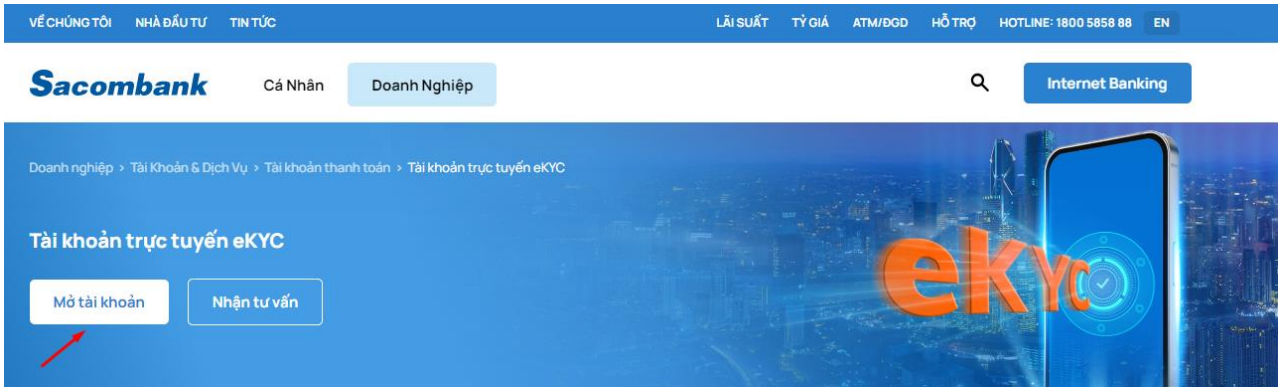 VỀ CHÚNG TÔI NHÀ ĐẦU TƯ TIN TỨC LÃI SUẤT TỶ GIÁ ATM/ĐGD HỖ TRỢ HOTLINE: 1800 5858 88 EN
Sacombank Cá Nhân Doanh Nghiệp Internet Banking
Doanh nghiệp > Tài Khoản & Dịch Vụ > Tài khoản thanh toán > Tài khoản trực tuyến eKYC
Tài khoản trực tuyến eKYC
Mở tài khoản Nhận tư vấn
eKYC